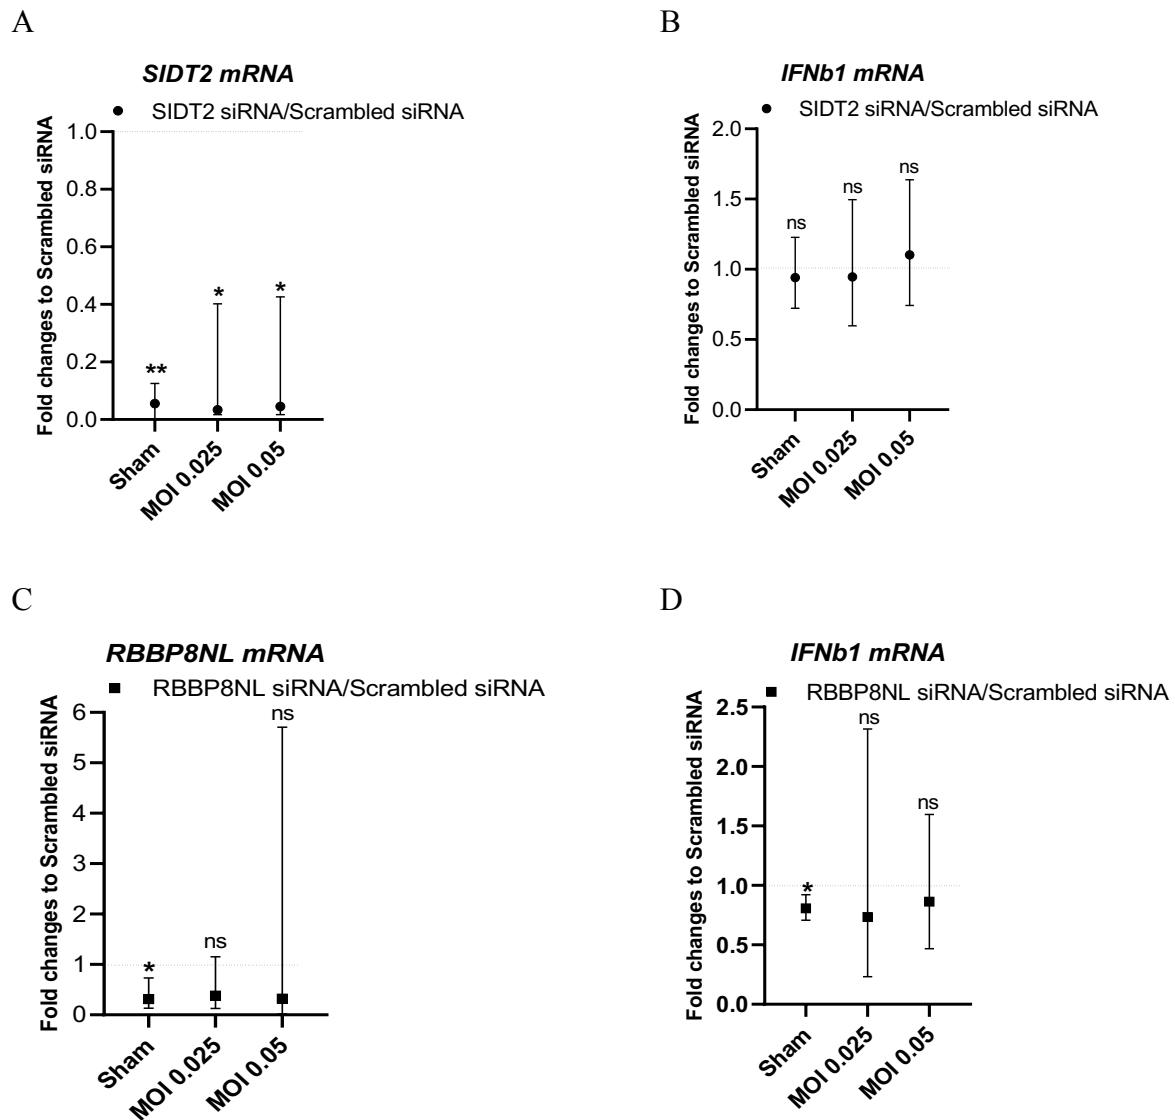 A
SIDT2 mRNA
SIDT2 siRNA/Scrambled siRNA
Fold changes to Scrambled siRNA
1.0
0.8
0.6
0.4
0.2
0.0
**
*
*
Sham
MOI 0.025
MOI 0.05
B
IFNb1 mRNA
SIDT2 siRNA/Scrambled siRNA
Fold changes to Scrambled siRNA
2.0
1.5
1.0
0.5
0.0
ns
ns
ns
Sham
MOI 0.025
MOI 0.05
C
RBBP8NL mRNA
RBBP8NL siRNA/Scrambled siRNA
Fold changes to Scrambled siRNA
6
5
4
3
2
1
0
*
ns
ns
Sham
MOI 0.025
MOI 0.05
D
IFNb1 mRNA
RBBP8NL siRNA/Scrambled siRNA
Fold changes to Scrambled siRNA
2.5
2.0
1.5
1.0
0.5
0.0
*
ns
ns
Sham
MOI 0.025
MOI 0.05